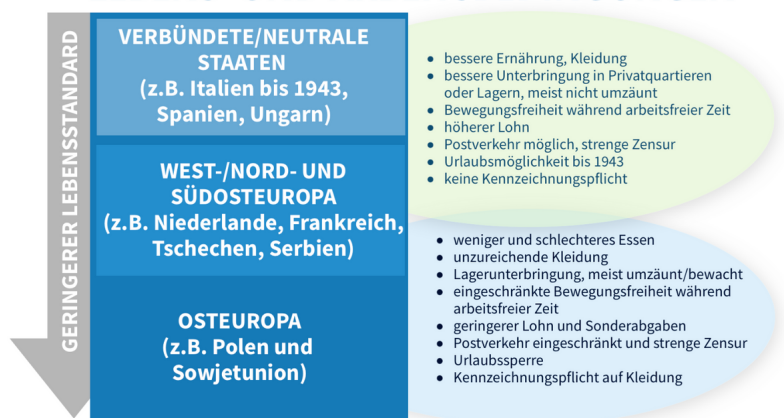 GERINGERER LEBENSSTANDARD
VERBÜNDETE/NEUTRALE
STAATEN
(z.B. Italien bis 1943,
Spanien, Ungarn)
• bessere Ernährung, Kleidung
• bessere Unterbringung in Privatquartieren
oder Lagern, meist nicht umzäunt
• Bewegungsfreiheit während arbeitsfreier Zeit
• höherer Lohn
• Postverkehr möglich, strenge Zensur
• Urlaubsmöglichkeit bis 1943
• keine Kennzeichnungspflicht
WEST-/NORD- UND
SÜDOSTEUROPA
(z.B. Niederlande, Frankreich,
Tschechen, Serbien)
• weniger und schlechteres Essen
• unzureichende Kleidung
• Lagerunterbringung, meist umzäunt/bewacht
• eingeschränkte Bewegungsfreiheit während
arbeitsfreier Zeit
• geringerer Lohn und Sonderabgaben
• Postverkehr eingeschränkt und strenge Zensur
• Urlaubssperre
• Kennzeichnungspflicht auf Kleidung
OSTEUROPA
(z.B. Polen und
Sowjetunion)